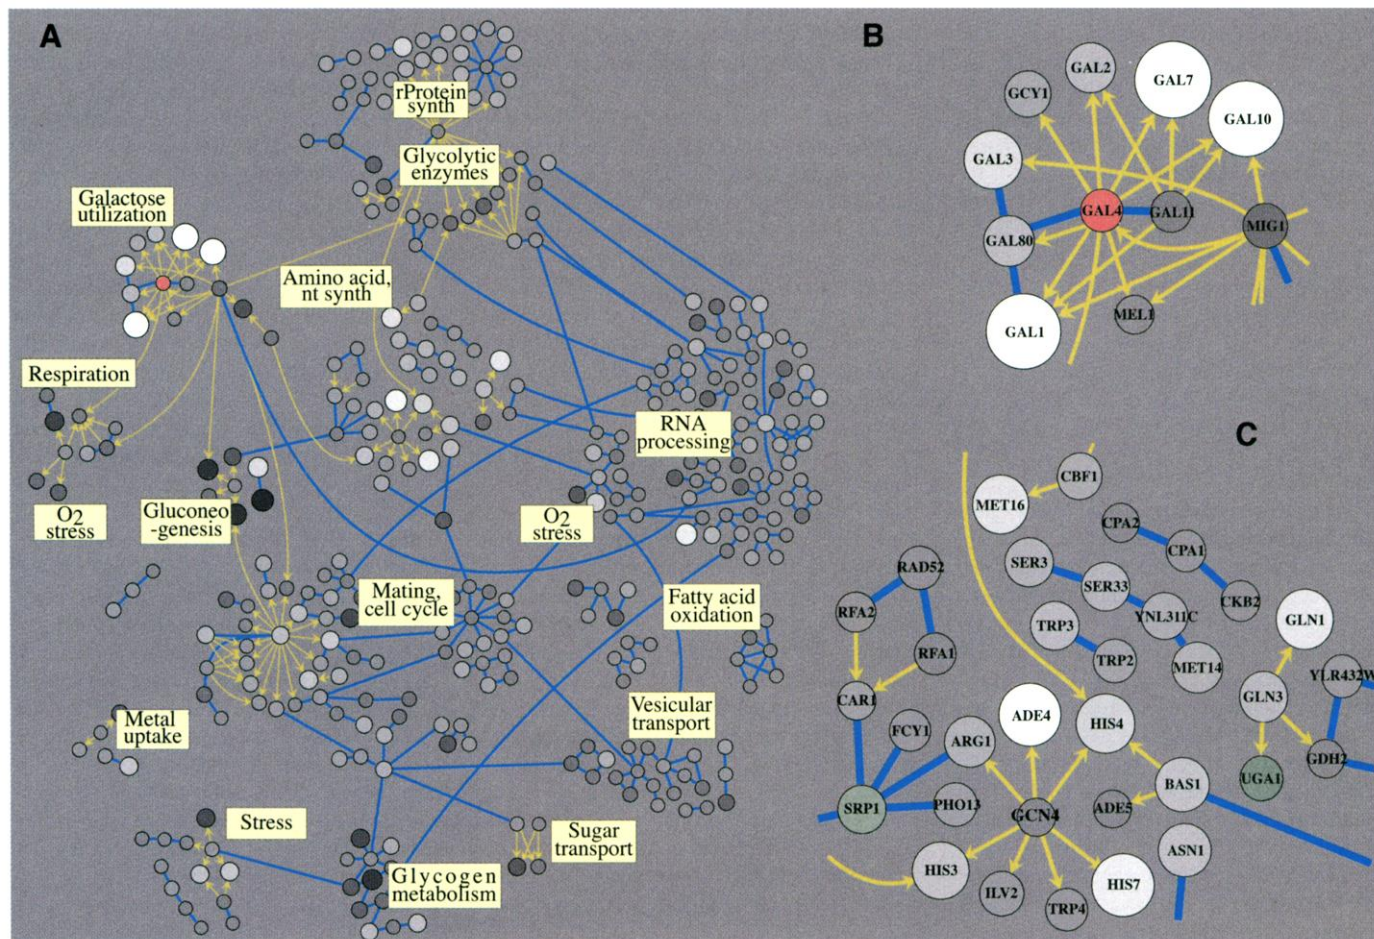 A
rProtein
synth
Glycolytic
enzymes
Galactose
utilization
Amino acid,
nt synth
Respiration
RNA
processing
O2
stress
Gluconeo
-genesis
O2
stress
Mating,
cell cycle
Fatty acid
oxidation
Metal
uptake
Vesicular
transport
Stress
Sugar
transport
Glycogen
metabolism
B
GAL2
GAL7
GCY1
GAL10
GAL3
GAL4
GAL11
MIG1
GAL80
MEL1
GAL1
C
CBF1
MET16
CPA2
CPA1
CKB2
SER3
SER33
YNL311C
MET14
RAD52
RFA2
RFA1
TRP3
TRP2
GLN1
GLN3
YLR432W
GDH2
UGA1
CAR1
FCY1
ARG1
ADE4
HIS4
BAS1
SRP1
PHO13
GCN4
ADE5
ASN1
HIS3
ILV2
TRP4
HIS7